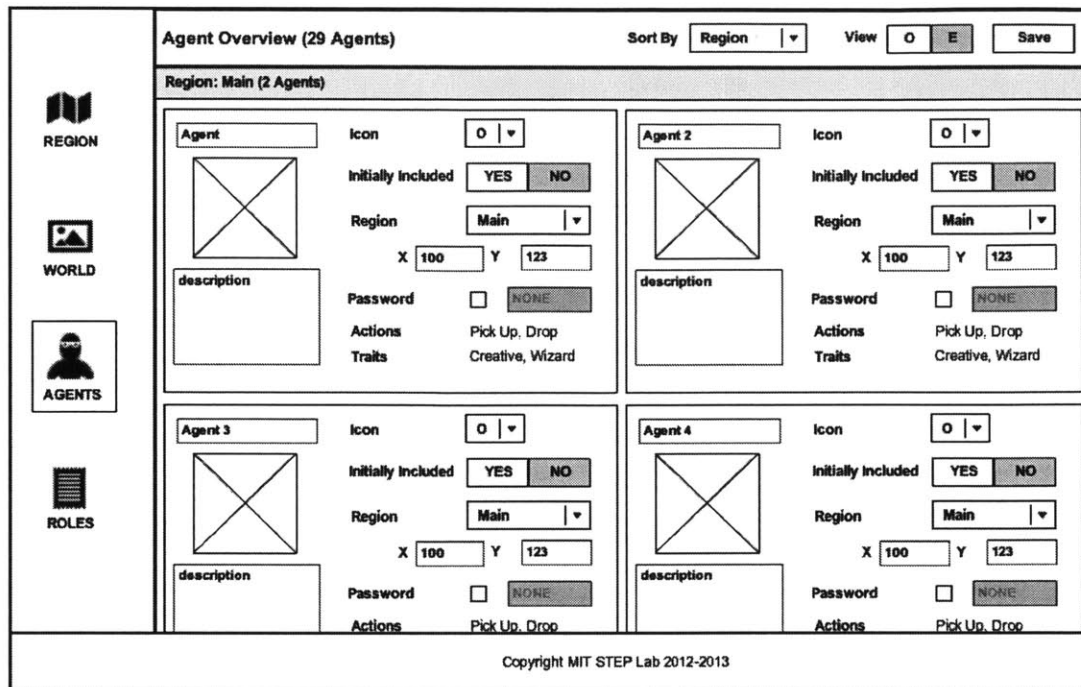 Agent Overview (29 Agents) Sort By Region View O E Save
Region: Main (2 Agents)
REGION
WORLD
AGENTS
ROLES
Agent Icon O
Initially Included YES NO
Region Main
X 100 Y 123
description
Password NONE
Actions Pick Up, Drop
Traits Creative, Wizard
Agent 2 Icon O
Initially Included YES NO
Region Main
X 100 Y 123
description
Password NONE
Actions Pick Up, Drop
Traits Creative, Wizard
Agent 3 Icon O
Initially Included YES NO
Region Main
X 100 Y 123
description
Password NONE
Actions Pick Up, Drop
Agent 4 Icon O
Initially Included YES NO
Region Main
X 100 Y 123
description
Password NONE
Actions Pick Up, Drop
Copyright MIT STEP Lab 2012-2013